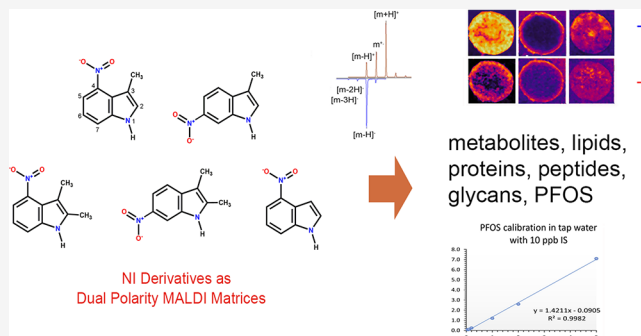 [m+H]⁺
m⁺·
[m-H]⁺
[m-2H]⁻
[m-3H]⁻
[m-H]⁻
⁻O N⁺ O
4 CH₃
5 3
6 2
7 N 1
H
CH₃
O N⁺
O⁻
N
H
⁻O N⁺ O
CH₃
CH₃
N
H
CH₃
CH₃
O N⁺
O⁻
N
H
⁻O N⁺ O
N
H
NI Derivatives as
Dual Polarity MALDI Matrices
metabolites, lipids,
proteins, peptides,
glycans, PFOS
PFOS calibration in tap water
with 10 ppb IS
8.0
7.0
6.0
5.0
4.0
3.0
2.0
1.0
0.0
y = 1.4211x - 0.0905
R² = 0.9982